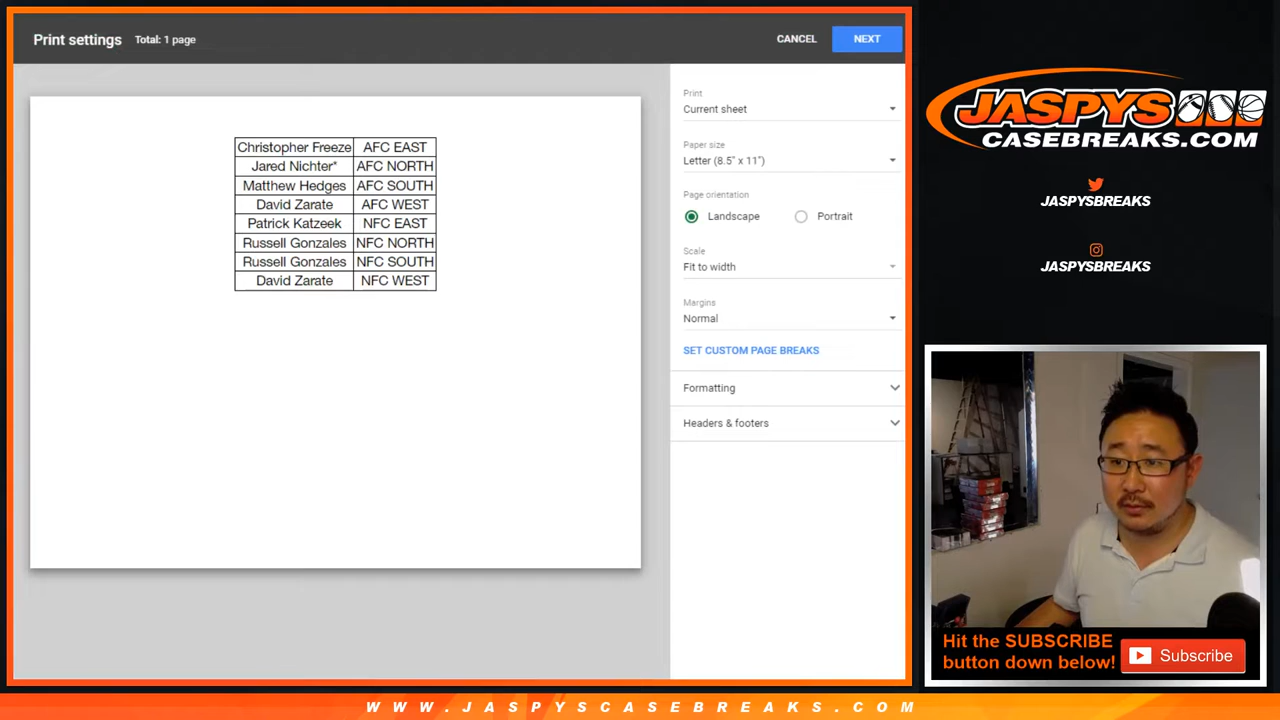 Print settings Total: 1 page
CANCEL NEXT
Christopher Freeze AFC EAST
Jared Nichter* AFC NORTH
Matthew Hedges AFC SOUTH
David Zarate AFC WEST
Patrick Katzeek NFC EAST
Russell Gonzales NFC NORTH
Russell Gonzales NFC SOUTH
David Zarate NFC WEST
Print
Current sheet
Paper size
Letter (8.5" x 11")
Page orientation
Landscape Portrait
Scale
Fit to width
Margins
Normal
SET CUSTOM PAGE BREAKS
Formatting
Headers & footers
JASPYS
CASEBREAKS.COM
JASPYSBREAKS
JASPYSBREAKS
Hit the SUBSCRIBE
button down below!
Subscribe
WWW.JASPYSCASEBREAKS.COM